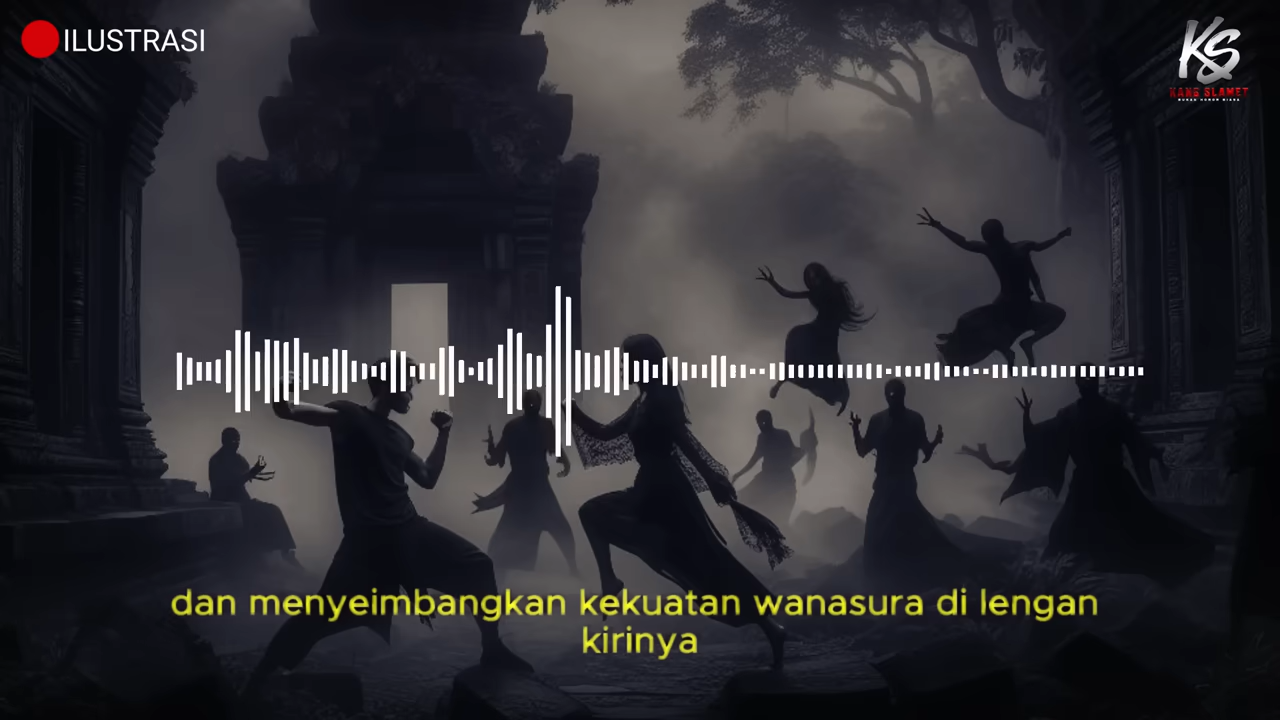 ILUSTRASI
KS
KANG SLAMET
dan menyeimbangkan kekuatan wanasura di lengan
kirinya